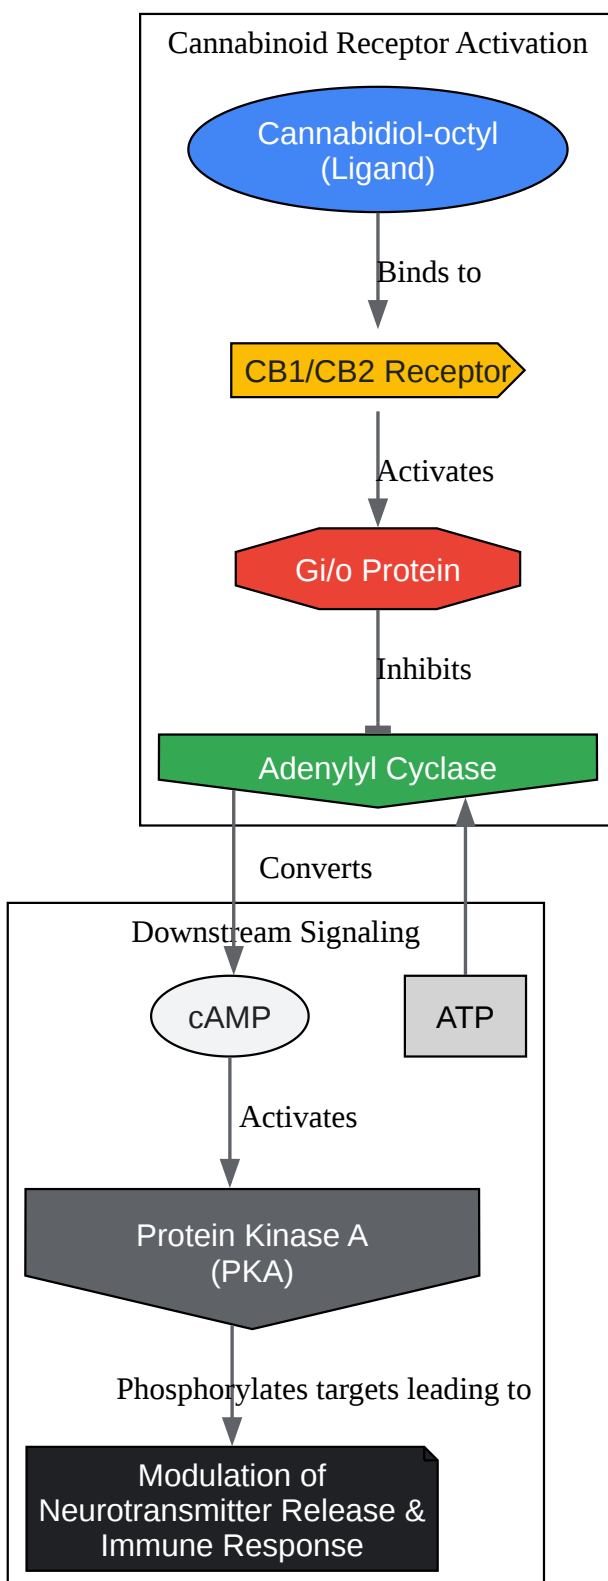 Cannabinoid Receptor Activation
Cannabidiol-octyl
(Ligand)
Binds to
CB1/CB2 Receptor
Activates
Gi/o Protein
Inhibits
Adenylyl Cyclase
Converts
Downstream Signaling
cAMP
ATP
Activates
Protein Kinase A
(PKA)
Phosphorylates targets leading to
Modulation of
Neurotransmitter Release &
Immune Response